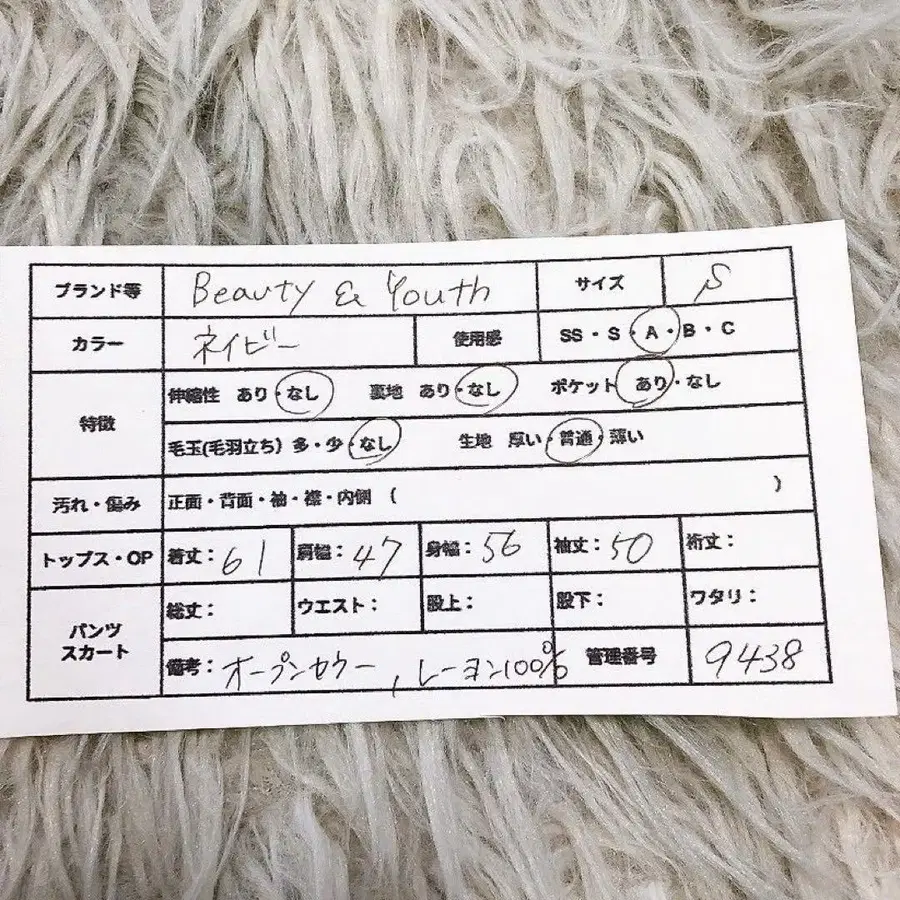 ブランド等 Beauty & Youth サイズ S
カラー ネイビー 使用感 SS・S・A・B・C
特徴 伸縮性 あり・なし 裏地 あり・なし ポケット あり・なし
毛玉(毛羽立ち) 多・少・なし 生地 厚い・普通・薄い
汚れ・傷み 正面・背面・袖・襟・内側 ( )
トップス・OP 着丈：61 肩幅：47 身幅：56 袖丈：50 裄丈：
パンツ スカート 総丈： ウエスト： 股上： 股下： ワタリ：
備考：オープンセラー, レーヨン100% 管理番号 9438